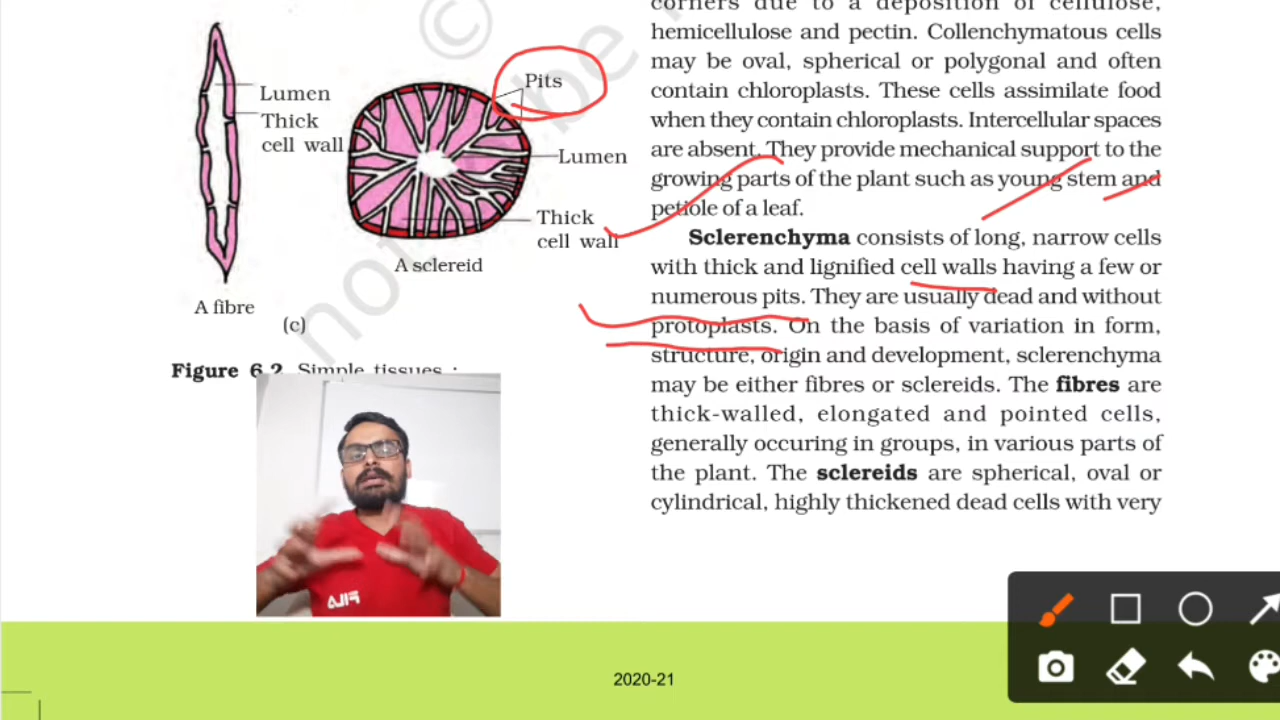 Lumen
Thick
cell wall
A fibre
(c)
Pits
Lumen
Thick
cell wall
A sclereid
Figure 6.2 Simple tissues :
corners due to a deposition of cellulose,
hemicellulose and pectin. Collenchymatous cells
may be oval, spherical or polygonal and often
contain chloroplasts. These cells assimilate food
when they contain chloroplasts. Intercellular spaces
are absent. They provide mechanical support to the
growing parts of the plant such as young stem and
petiole of a leaf.
Sclerenchyma consists of long, narrow cells
with thick and lignified cell walls having a few or
numerous pits. They are usually dead and without
protoplasts. On the basis of variation in form,
structure, origin and development, sclerenchyma
may be either fibres or sclereids. The fibres are
thick-walled, elongated and pointed cells,
generally occuring in groups, in various parts of
the plant. The sclereids are spherical, oval or
cylindrical, highly thickened dead cells with very
2020-21
©
not be